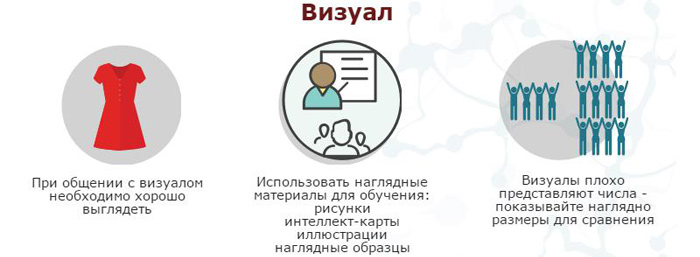 Визуал
При общении с визуалом
необходимо хорошо
выглядеть
Использовать наглядные
материалы для обучения:
рисунки
интеллект-карты
иллюстрации
наглядные образцы
Визуалы плохо
представляют числа -
показывайте наглядно
размеры для сравнения